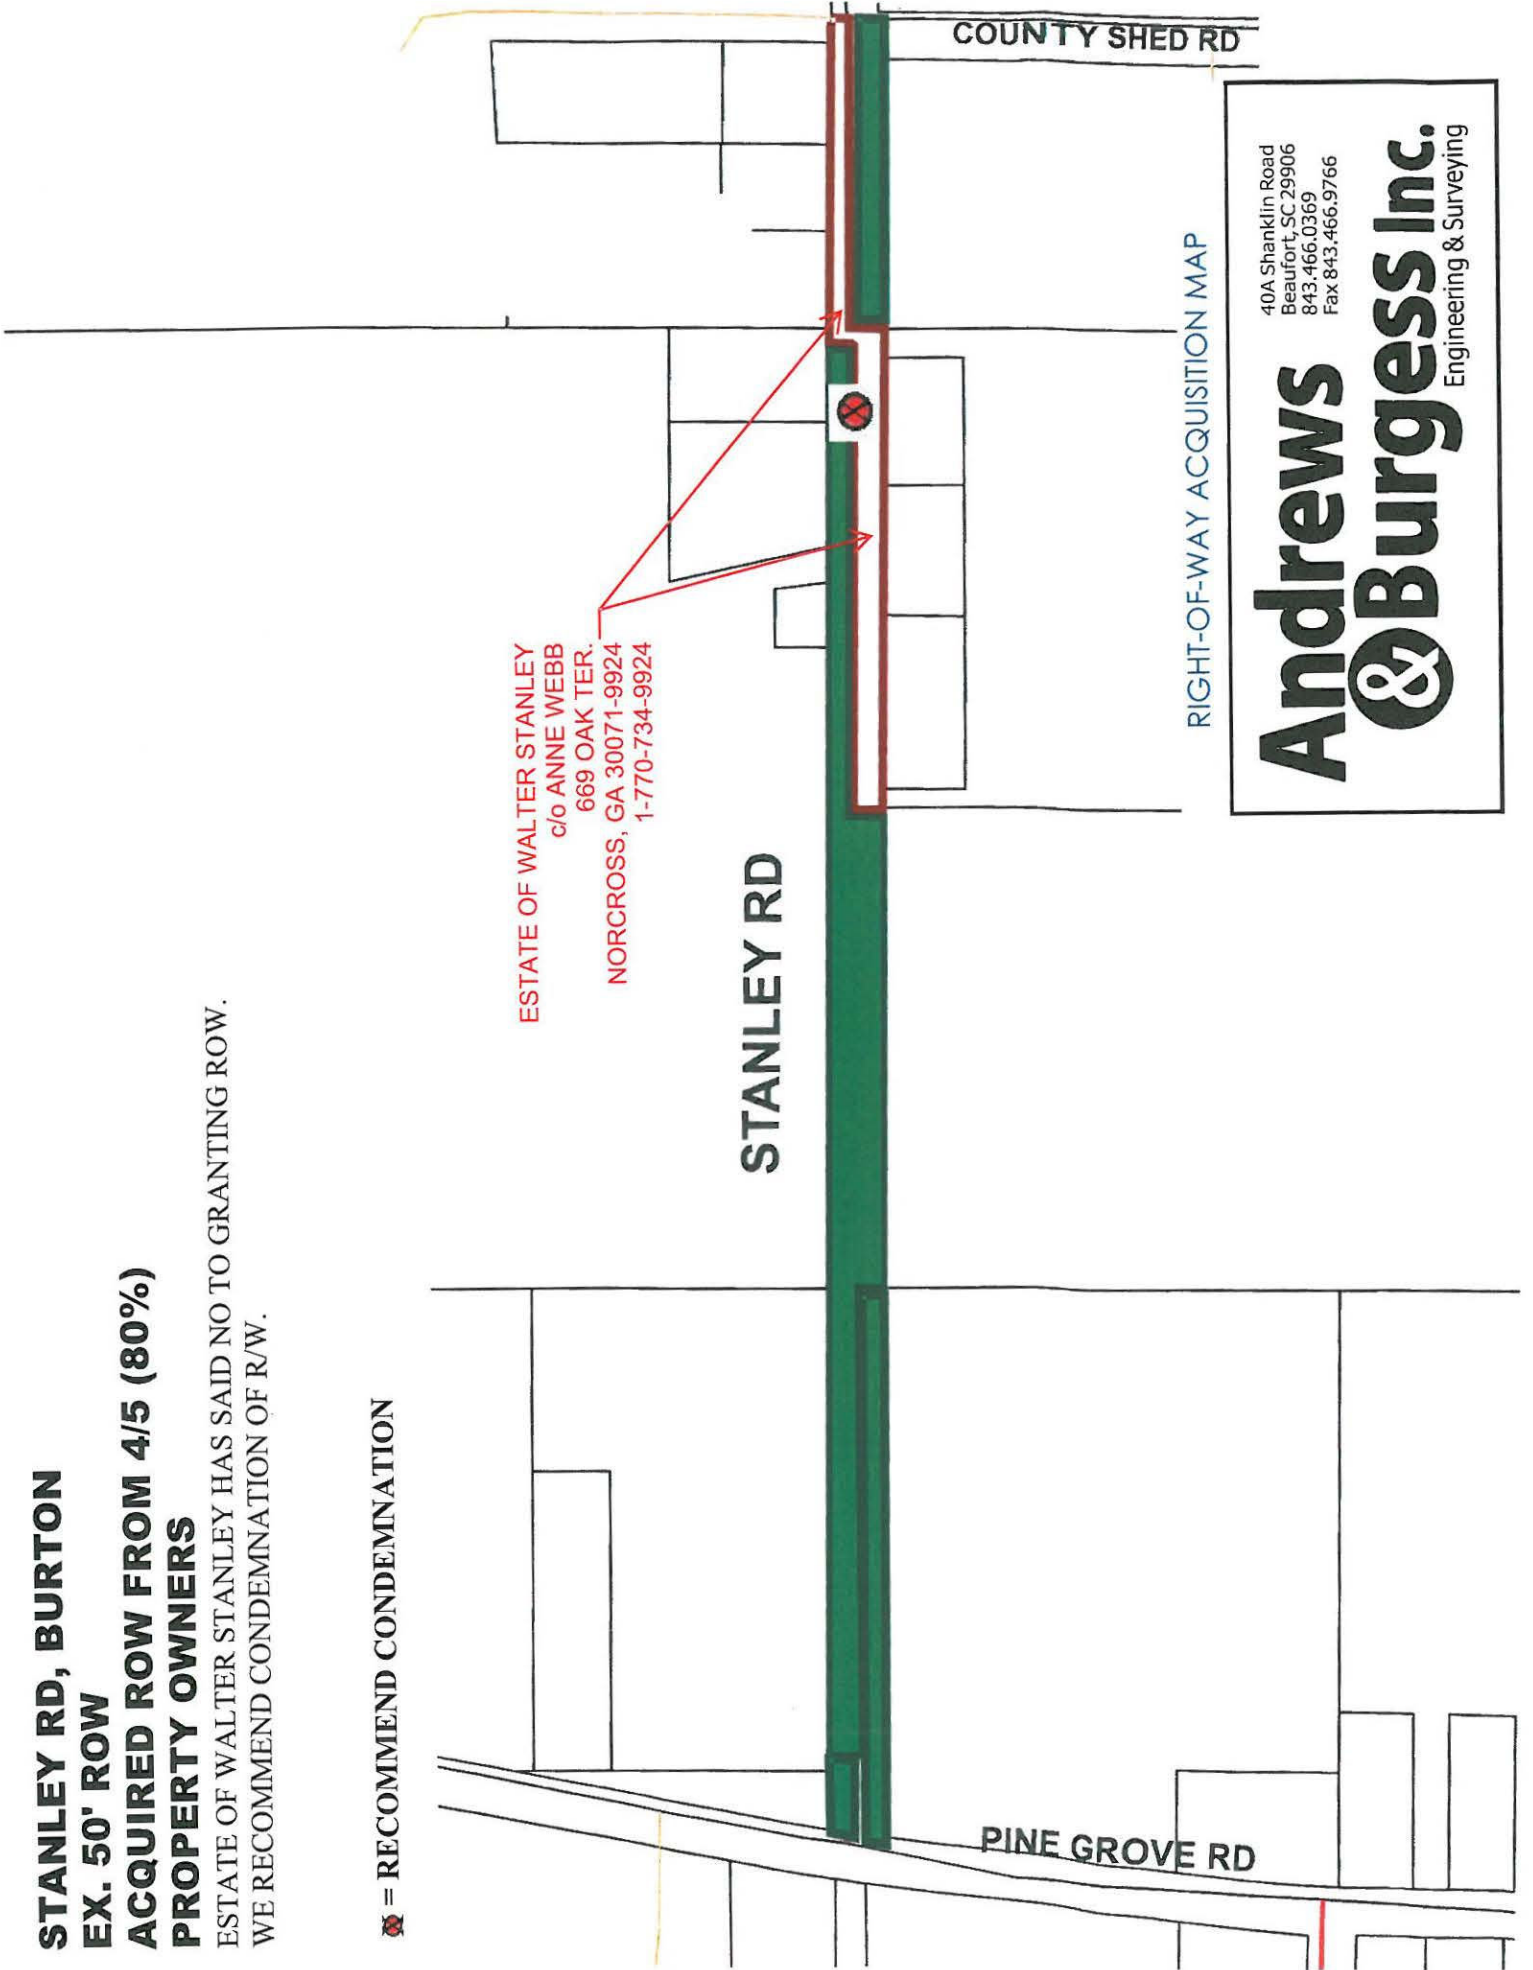 STANLEY RD, BURTON
EX. 50' ROW
ACQUIRED ROW FROM 4/5 (80%)
PROPERTY OWNERS
ESTATE OF WALTER STANLEY HAS SAID NO TO GRANTING ROW.
WE RECOMMEND CONDEMNATION OF R/W.
X = RECOMMEND CONDEMNATION
ESTATE OF WALTER STANLEY
c/o ANNE WEBB
669 OAK TER.
NORCROSS, GA 30071-9924
1-770-734-9924
STANLEY RD
X
COUNTY SHED RD
PINE GROVE RD
RIGHT-OF-WAY ACQUISITION MAP
Andrews
& Burgess Inc.
Engineering & Surveying
40A Shanklin Road
Beaufort, SC 29906
843.466.0369
Fax 843.466.9766